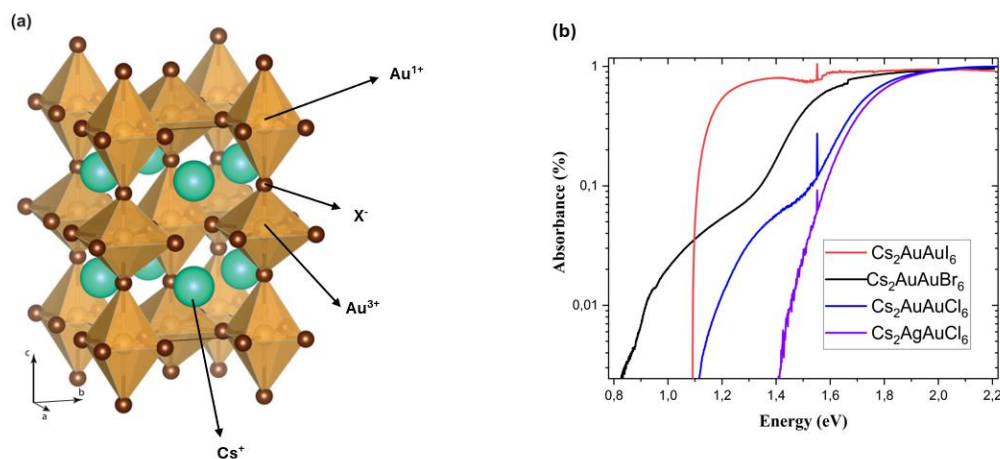 (a)
Au1+
X-
Au3+
Cs+
c
b
a
(b)
Absorbance (%)
1
0,1
0,01
Cs2AuAuI6
Cs2AuAuBr6
Cs2AuAuCl6
Cs2AgAuCl6
0,8 1,0 1,2 1,4 1,6 1,8 2,0 2,2
Energy (eV)